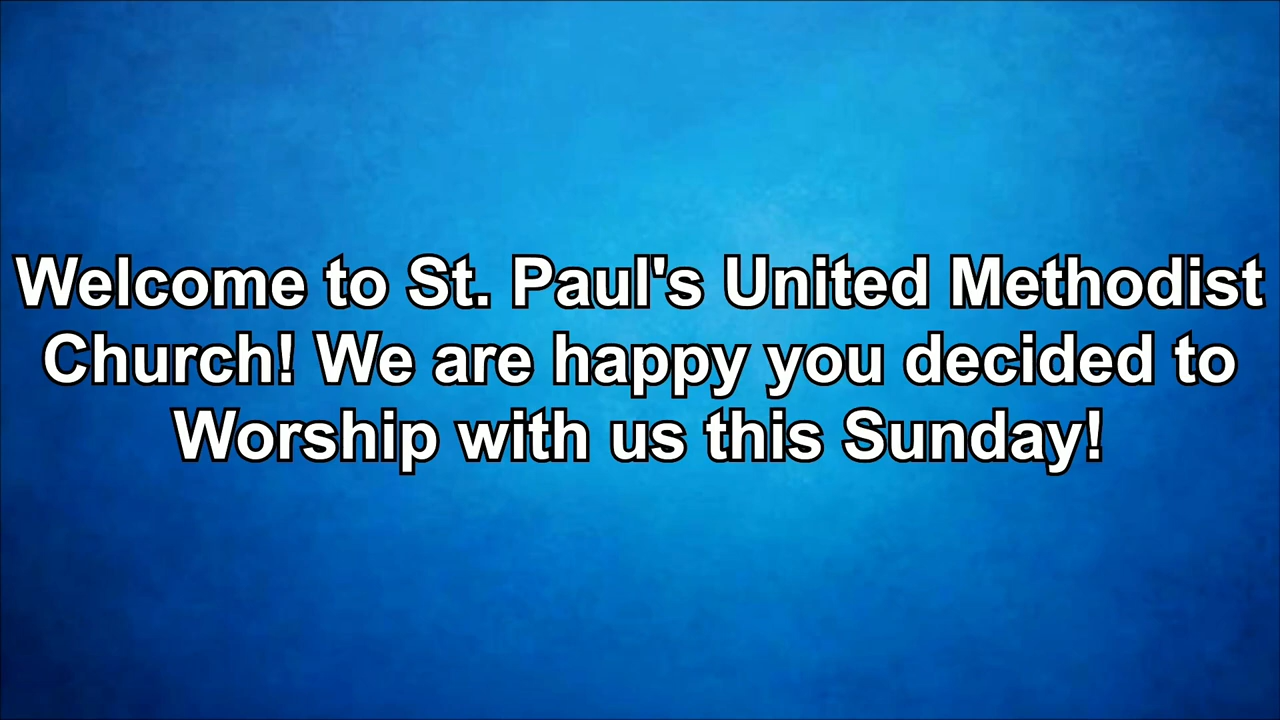 Welcome to St. Paul's United Methodist
Church! We are happy you decided to
Worship with us this Sunday!